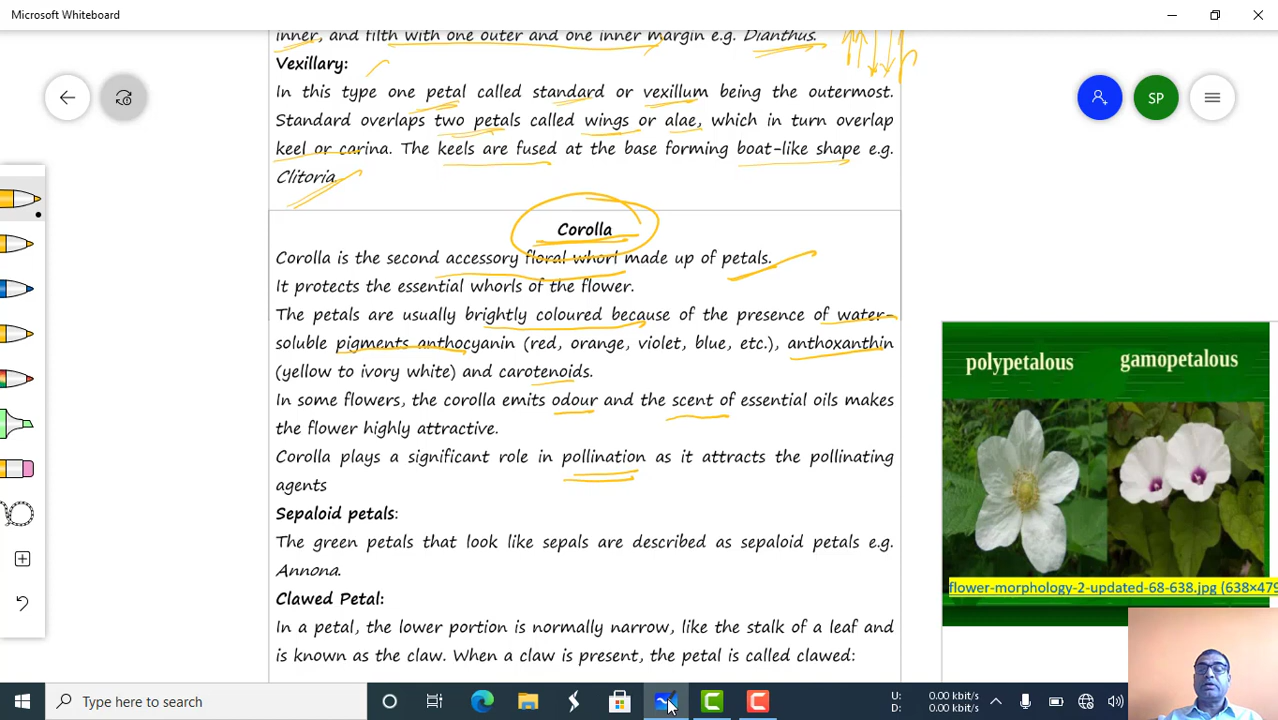 Microsoft Whiteboard
inner, and fifth with one outer and one inner margin e.g. Dianthus.
Vexillary:
In this type one petal called standard or vexillum being the outermost.
Standard overlaps two petals called wings or alae, which in turn overlap
keel or carina. The keels are fused at the base forming boat-like shape e.g.
Clitoria
SP
Corolla
Corolla is the second accessory floral whorl made up of petals.
It protects the essential whorls of the flower.
The petals are usually brightly coloured because of the presence of water-
soluble pigments anthocyanin (red, orange, violet, blue, etc.), anthoxanthin
(yellow to ivory white) and carotenoids.
In some flowers, the corolla emits odour and the scent of essential oils makes
the flower highly attractive.
Corolla plays a significant role in pollination as it attracts the pollinating
agents
Sepaloid petals:
The green petals that look like sepals are described as sepaloid petals e.g.
Annona.
Clawed Petal:
In a petal, the lower portion is normally narrow, like the stalk of a leaf and
is known as the claw. When a claw is present, the petal is called clawed:
polypetalous
gamopetalous
flower-morphology-2-updated-68-638.jpg (638×479
Type here to search
U: 0.00 kbit/s
D: 0.00 kbit/s